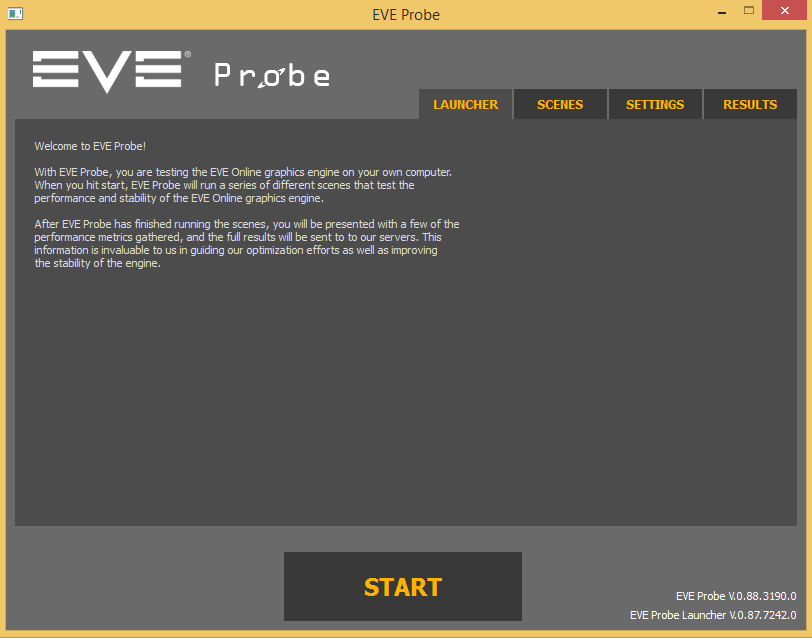 EVE Probe
EVE® Probe
LAUNCHER SCENES SETTINGS RESULTS
Welcome to EVE Probe!
With EVE Probe, you are testing the EVE Online graphics engine on your own computer.
When you hit start, EVE Probe will run a series of different scenes that test the
performance and stability of the EVE Online graphics engine.
After EVE Probe has finished running the scenes, you will be presented with a few of the
performance metrics gathered, and the full results will be sent to to our servers. This
information is invaluable to us in guiding our optimization efforts as well as improving
the stability of the engine.
START
EVE Probe V.0.88.3190.0
EVE Probe Launcher V.0.87.7242.0